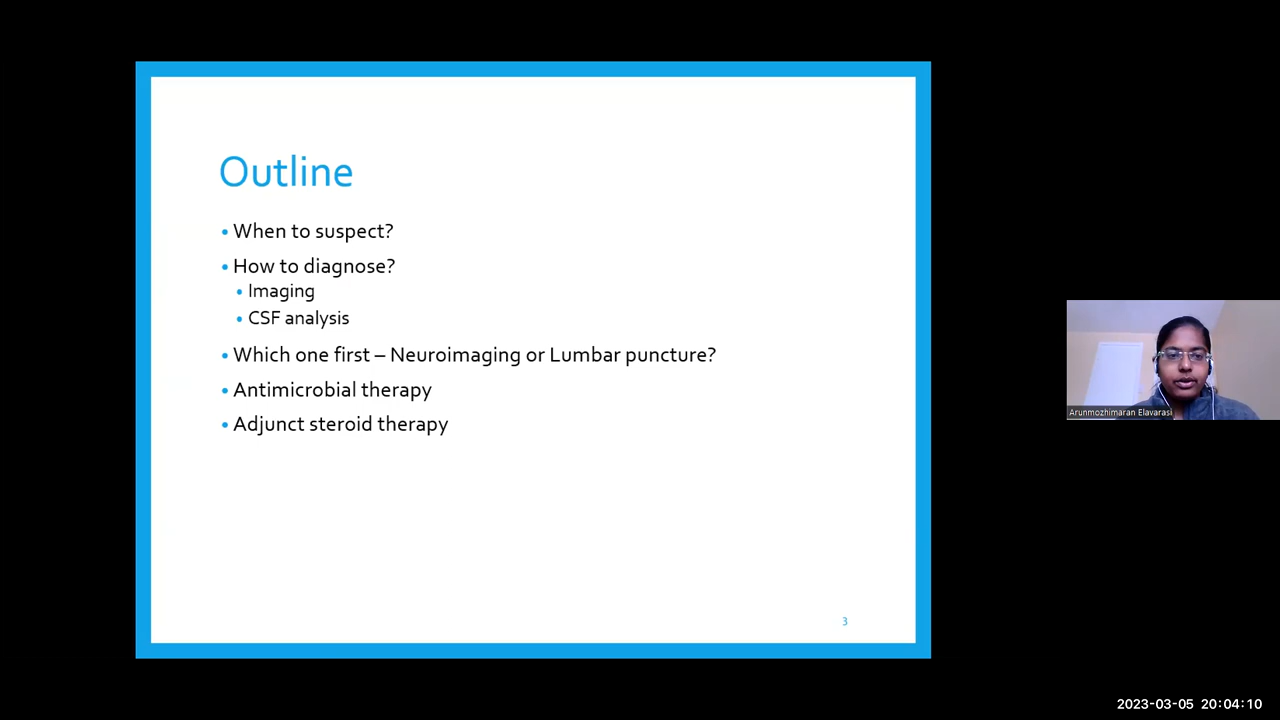 Outline
• When to suspect?
• How to diagnose?
• Imaging
• CSF analysis
• Which one first – Neuroimaging or Lumbar puncture?
• Antimicrobial therapy
• Adjunct steroid therapy
3
Arunmozhimaran Elavarasi
2023-03-05 20:04:10